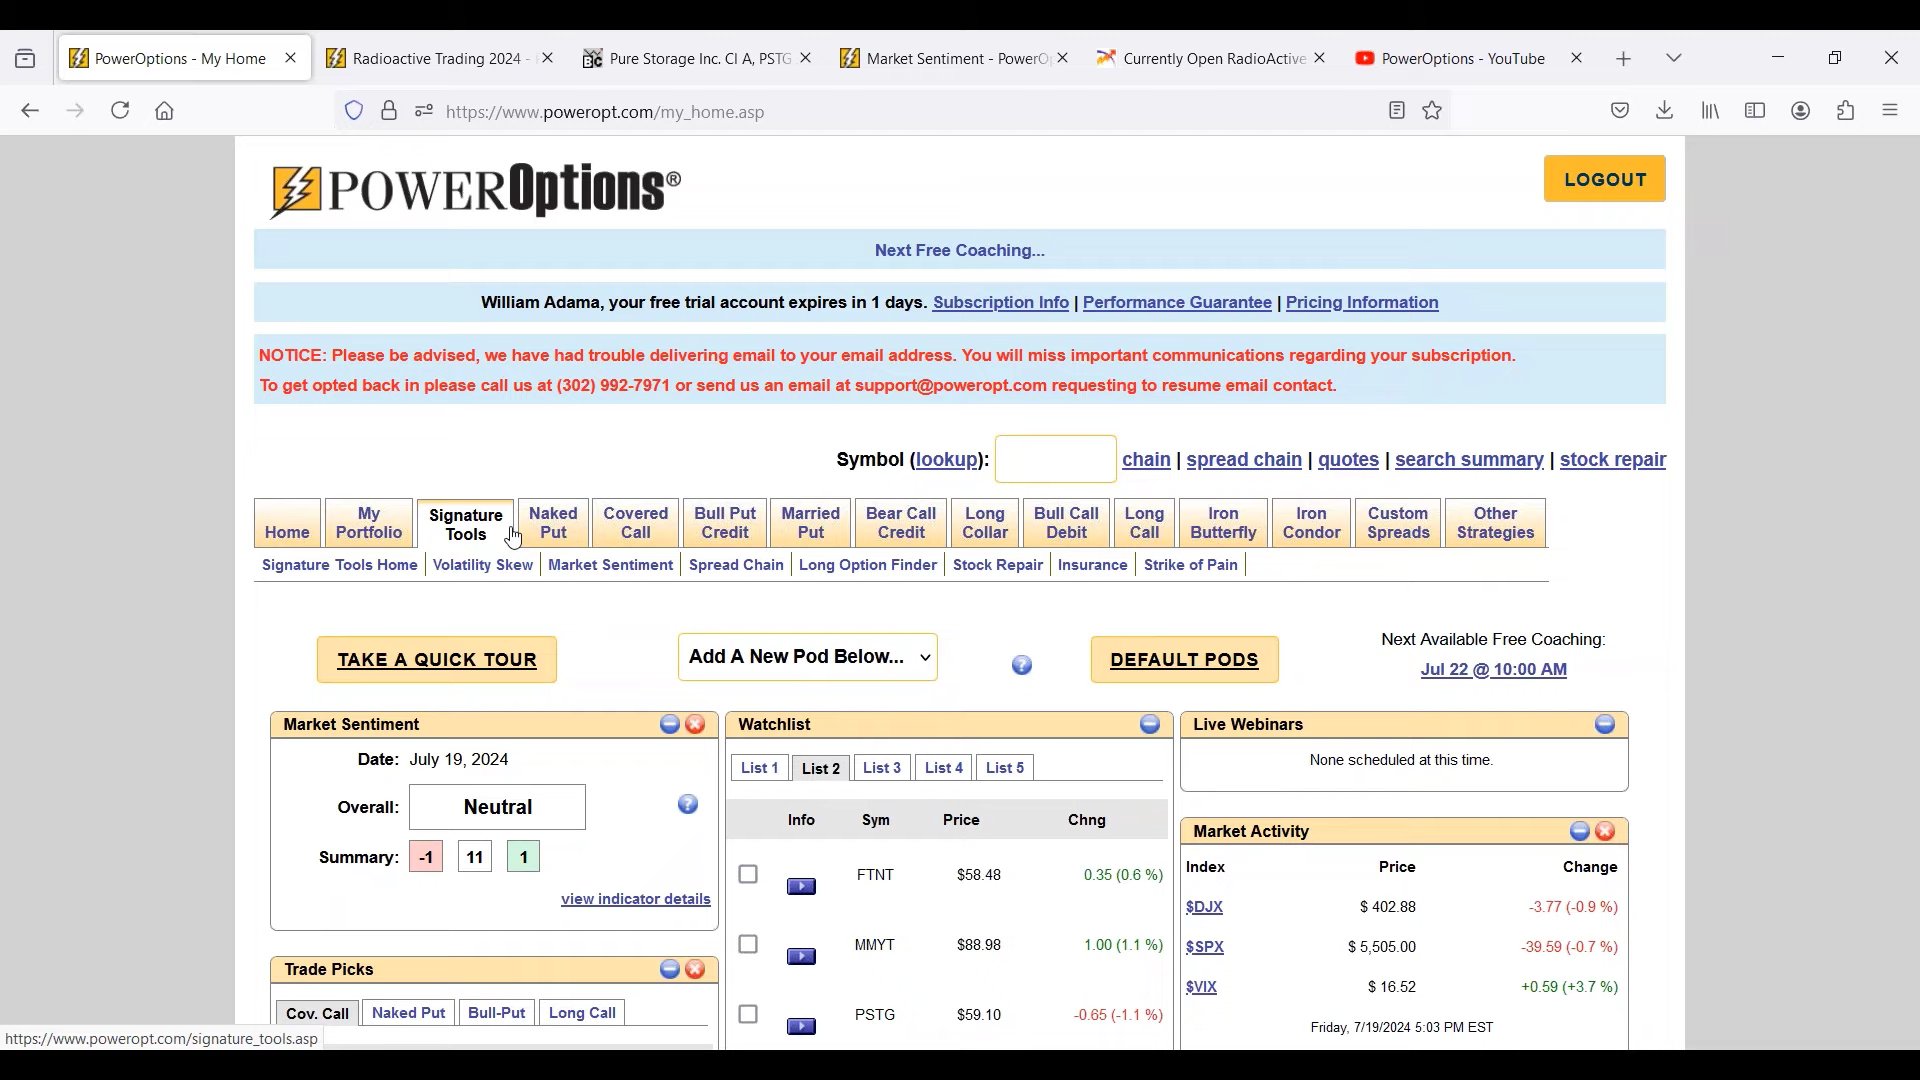 PowerOptions - My Home
Radioactive Trading 2024 -
Pure Storage Inc. Cl A, PSTG
Market Sentiment - PowerO
Currently Open RadioActive
PowerOptions - YouTube
https://www.poweropt.com/my_home.asp
POWEROptions®
LOGOUT
Next Free Coaching...
William Adama, your free trial account expires in 1 days. Subscription Info | Performance Guarantee | Pricing Information
NOTICE: Please be advised, we have had trouble delivering email to your email address. You will miss important communications regarding your subscription.
To get opted back in please call us at (302) 992-7971 or send us an email at support@poweropt.com requesting to resume email contact.
Symbol (lookup): chain | spread chain | quotes | search summary | stock repair
Home
My Portfolio
Signature Tools
Naked Put
Covered Call
Bull Put Credit
Married Put
Bear Call Credit
Long Collar
Bull Call Debit
Long Call
Iron Butterfly
Iron Condor
Custom Spreads
Other Strategies
Signature Tools Home | Volatility Skew | Market Sentiment | Spread Chain | Long Option Finder | Stock Repair | Insurance | Strike of Pain |
TAKE A QUICK TOUR
Add A New Pod Below...
?
DEFAULT PODS
Next Available Free Coaching:
Jul 22 @ 10:00 AM
Market Sentiment
Date: July 19, 2024
Overall: Neutral
?
Summary: -1 11 1
view indicator details
Trade Picks
Cov. Call
Naked Put
Bull-Put
Long Call
Watchlist
List 1
List 2
List 3
List 4
List 5
Info Sym Price Chng
FTNT $58.48 0.35 (0.6 %)
MMYT $88.98 1.00 (1.1 %)
PSTG $59.10 -0.65 (-1.1 %)
Live Webinars
None scheduled at this time.
Market Activity
Index Price Change
$DJX $ 402.88 -3.77 (-0.9 %)
$SPX $ 5,505.00 -39.59 (-0.7 %)
$VIX $ 16.52 +0.59 (+3.7 %)
Friday, 7/19/2024 5:03 PM EST
https://www.poweropt.com/signature_tools.asp